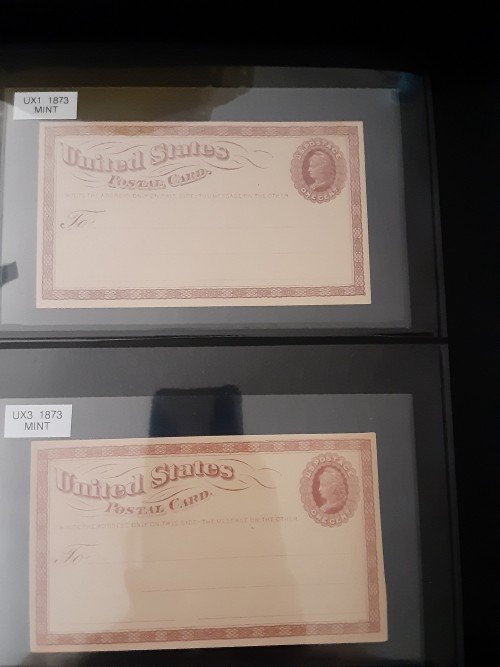 UX1 1873
MINT
United States
POSTAL CARD.
WRITE THE ADDRESS ONLY ON THIS SIDE-THE MESSAGE ON THE OTHER
To
U.S. POSTAGE
ONE CENT
UX3 1873
MINT
United States
POSTAL CARD.
WRITE THE ADDRESS ONLY ON THIS SIDE-THE MESSAGE ON THE OTHER
To
U.S. POSTAGE
ONE CENT